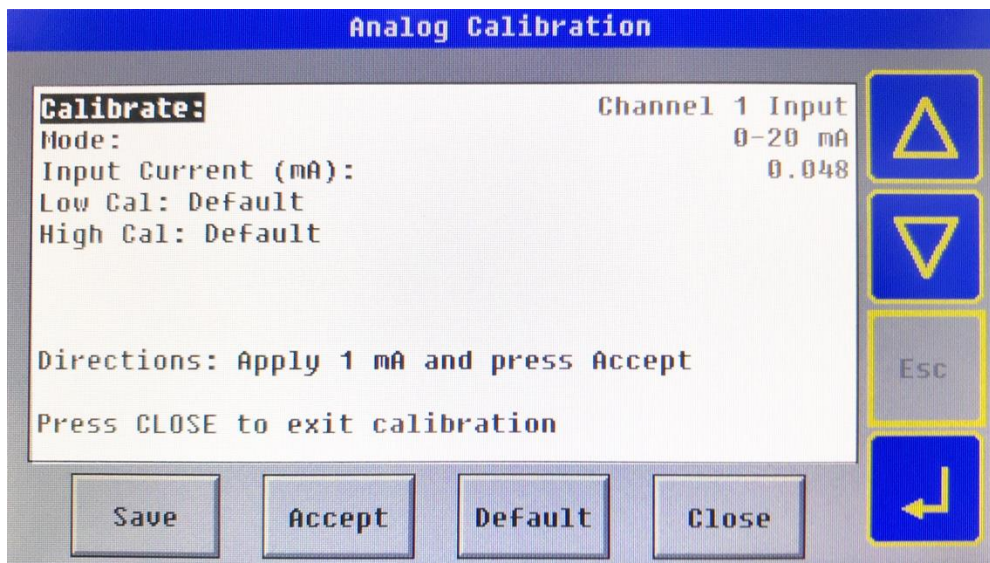 Analog Calibration
Calibrate: Channel 1 Input
Mode: 0-20 mA
Input Current (mA): 0.048
Low Cal: Default
High Cal: Default
Directions: Apply 1 mA and press Accept
Press CLOSE to exit calibration
Esc
Save Accept Default Close